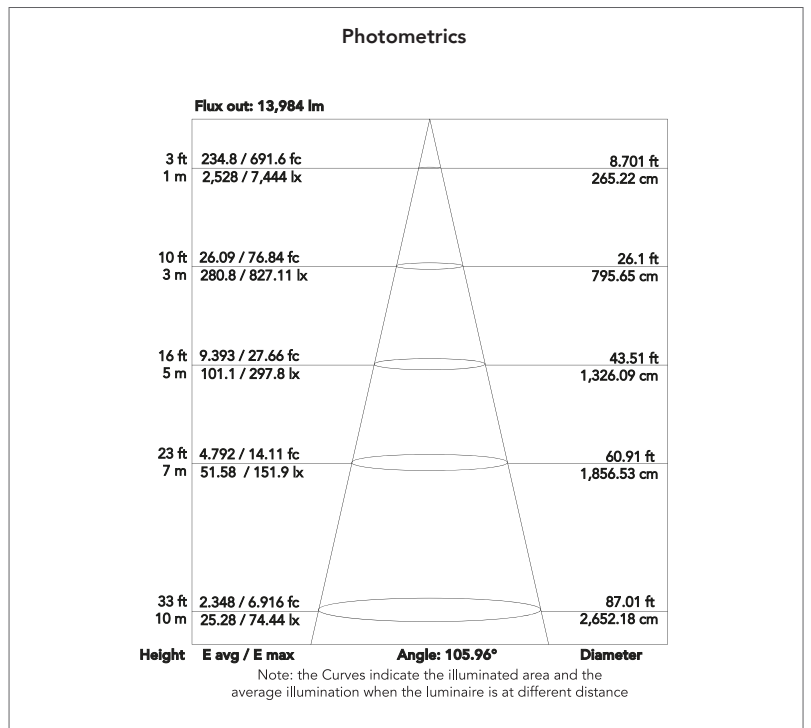 Photometrics
Flux out: 13,984 lm
3 ft 234.8 / 691.6 fc 8.701 ft
1 m 2,528 / 7,444 lx 265.22 cm
10 ft 26.09 / 76.84 fc 26.1 ft
3 m 280.8 / 827.11 lx 795.65 cm
16 ft 9.393 / 27.66 fc 43.51 ft
5 m 101.1 / 297.8 lx 1,326.09 cm
23 ft 4.792 / 14.11 fc 60.91 ft
7 m 51.58 / 151.9 lx 1,856.53 cm
33 ft 2.348 / 6.916 fc 87.01 ft
10 m 25.28 / 74.44 lx 2,652.18 cm
Height E avg / E max Angle: 105.96° Diameter
Note: the Curves indicate the illuminated area and the
average illumination when the luminaire is at different distance